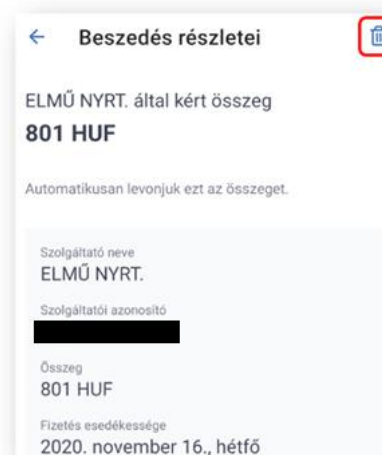 Beszedés részletei
ELMŰ NYRT. által kért összeg
801 HUF
Automatikusan levonjuk ezt az összeget.
Szolgáltató neve
ELMŰ NYRT.
Szolgáltatói azonosító
Összeg
801 HUF
Fizetés esedékessége
2020. november 16., hétfő